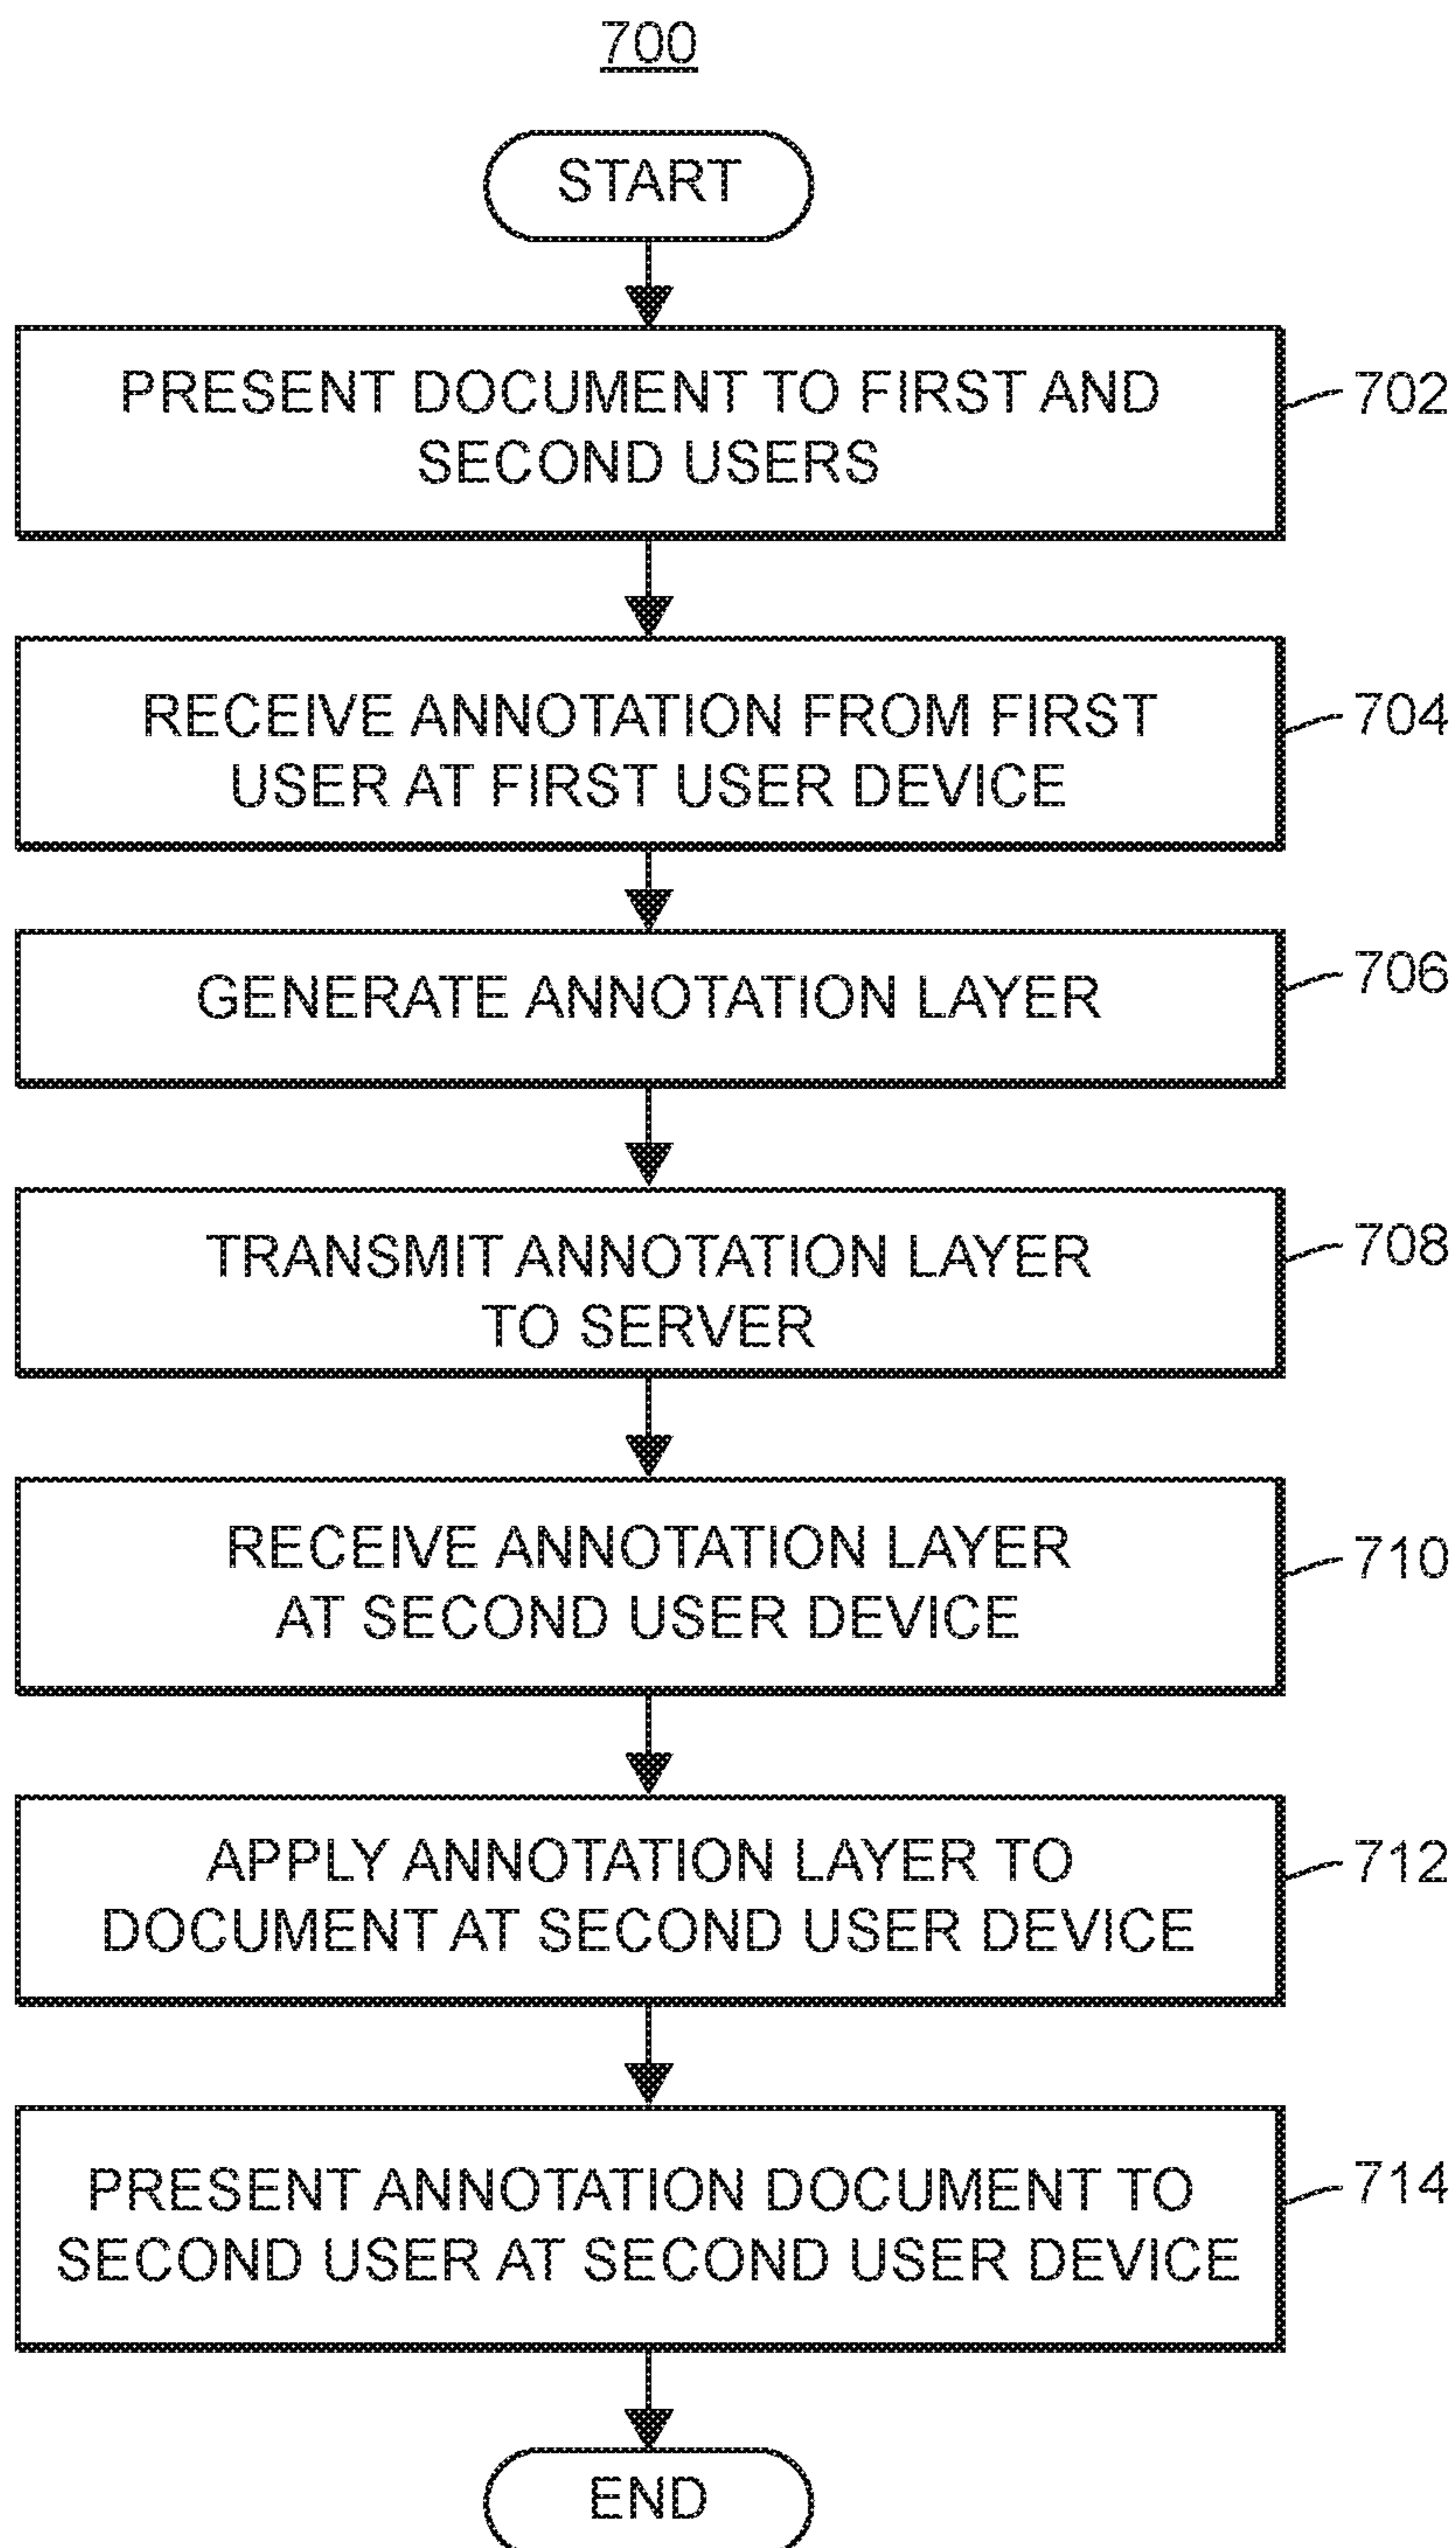 700
START
PRESENT DOCUMENT TO FIRST AND
SECOND USERS
702
RECEIVE ANNOTATION FROM FIRST
USER AT FIRST USER DEVICE
704
GENERATE ANNOTATION LAYER
706
TRANSMIT ANNOTATION LAYER
TO SERVER
708
RECEIVE ANNOTATION LAYER
AT SECOND USER DEVICE
710
APPLY ANNOTATION LAYER TO
DOCUMENT AT SECOND USER DEVICE
712
PRESENT ANNOTATION DOCUMENT TO
SECOND USER AT SECOND USER DEVICE
714
END